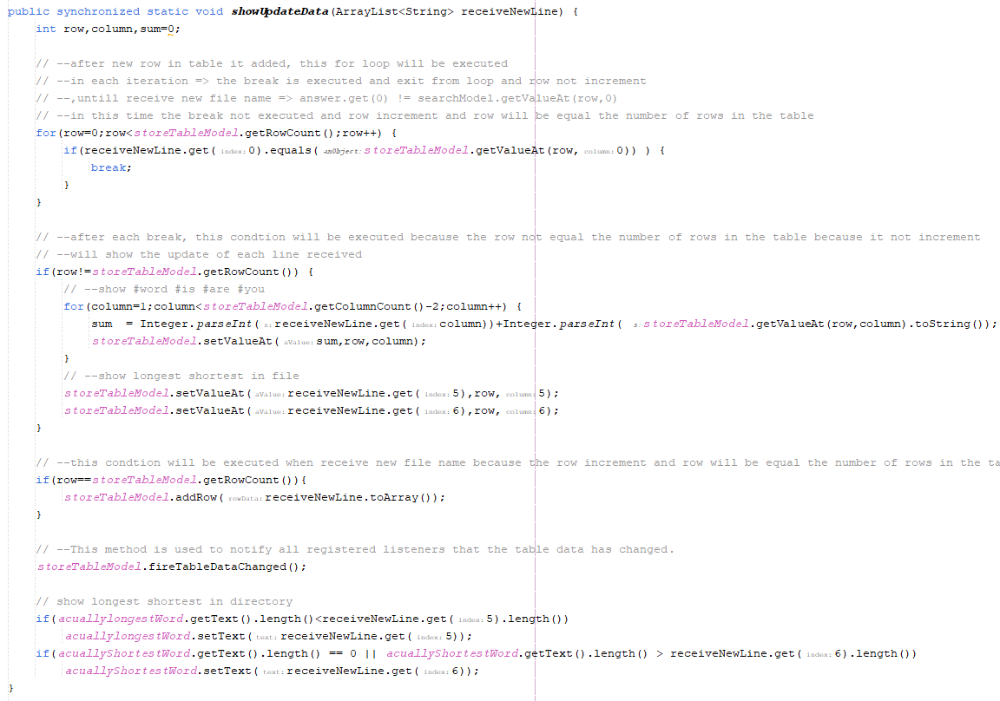 public synchronized static void showUpdateData(ArrayList<String> receiveNewLine) {
int row,column,sum=0;
// --after new row in table it added, this for loop will be executed
// --in each iteration => the break is executed and exit from loop and row not increment
// --,untill receive new file name => answer.get(0) != searchModel.getValueAt(row,0)
// --in this time the break not executed and row increment and row will be equal the number of rows in the table
for(row=0;row<storeTableModel.getRowCount();row++) {
if(receiveNewLine.get( index: 0).equals( anObject: storeTableModel.getValueAt(row, column: 0)) ) {
break;
}
}
// --after each break, this condtion will be executed because the row not equal the number of rows in the table because it not increment
// --will show the update of each line received
if(row!=storeTableModel.getRowCount()) {
// --show #word #is #are #you
for(column=1;column<storeTableModel.getColumnCount()-2;column++) {
sum  = Integer.parseInt( s: receiveNewLine.get( index: column))+Integer.parseInt( s: storeTableModel.getValueAt(row,column).toString());
storeTableModel.setValueAt( aValue: sum,row,column);
}
// --show longest shortest in file
storeTableModel.setValueAt( aValue: receiveNewLine.get( index: 5),row, column: 5);
storeTableModel.setValueAt( aValue: receiveNewLine.get( index: 6),row, column: 6);
}
// --this condtion will be executed when receive new file name because the row increment and row will be equal the number of rows in the ta
if(row==storeTableModel.getRowCount()){
storeTableModel.addRow( rowData: receiveNewLine.toArray());
}
// --This method is used to notify all registered listeners that the table data has changed.
storeTableModel.fireTableDataChanged();
// show longest shortest in directory
if(acuallylongestWord.getText().length()<receiveNewLine.get( index: 5).length())
acuallylongestWord.setText( text: receiveNewLine.get( index: 5));
if(acuallyShortestWord.getText().length() == 0 || acuallyShortestWord.getText().length() > receiveNewLine.get( index: 6).length())
acuallyShortestWord.setText( text: receiveNewLine.get( index: 6));
}